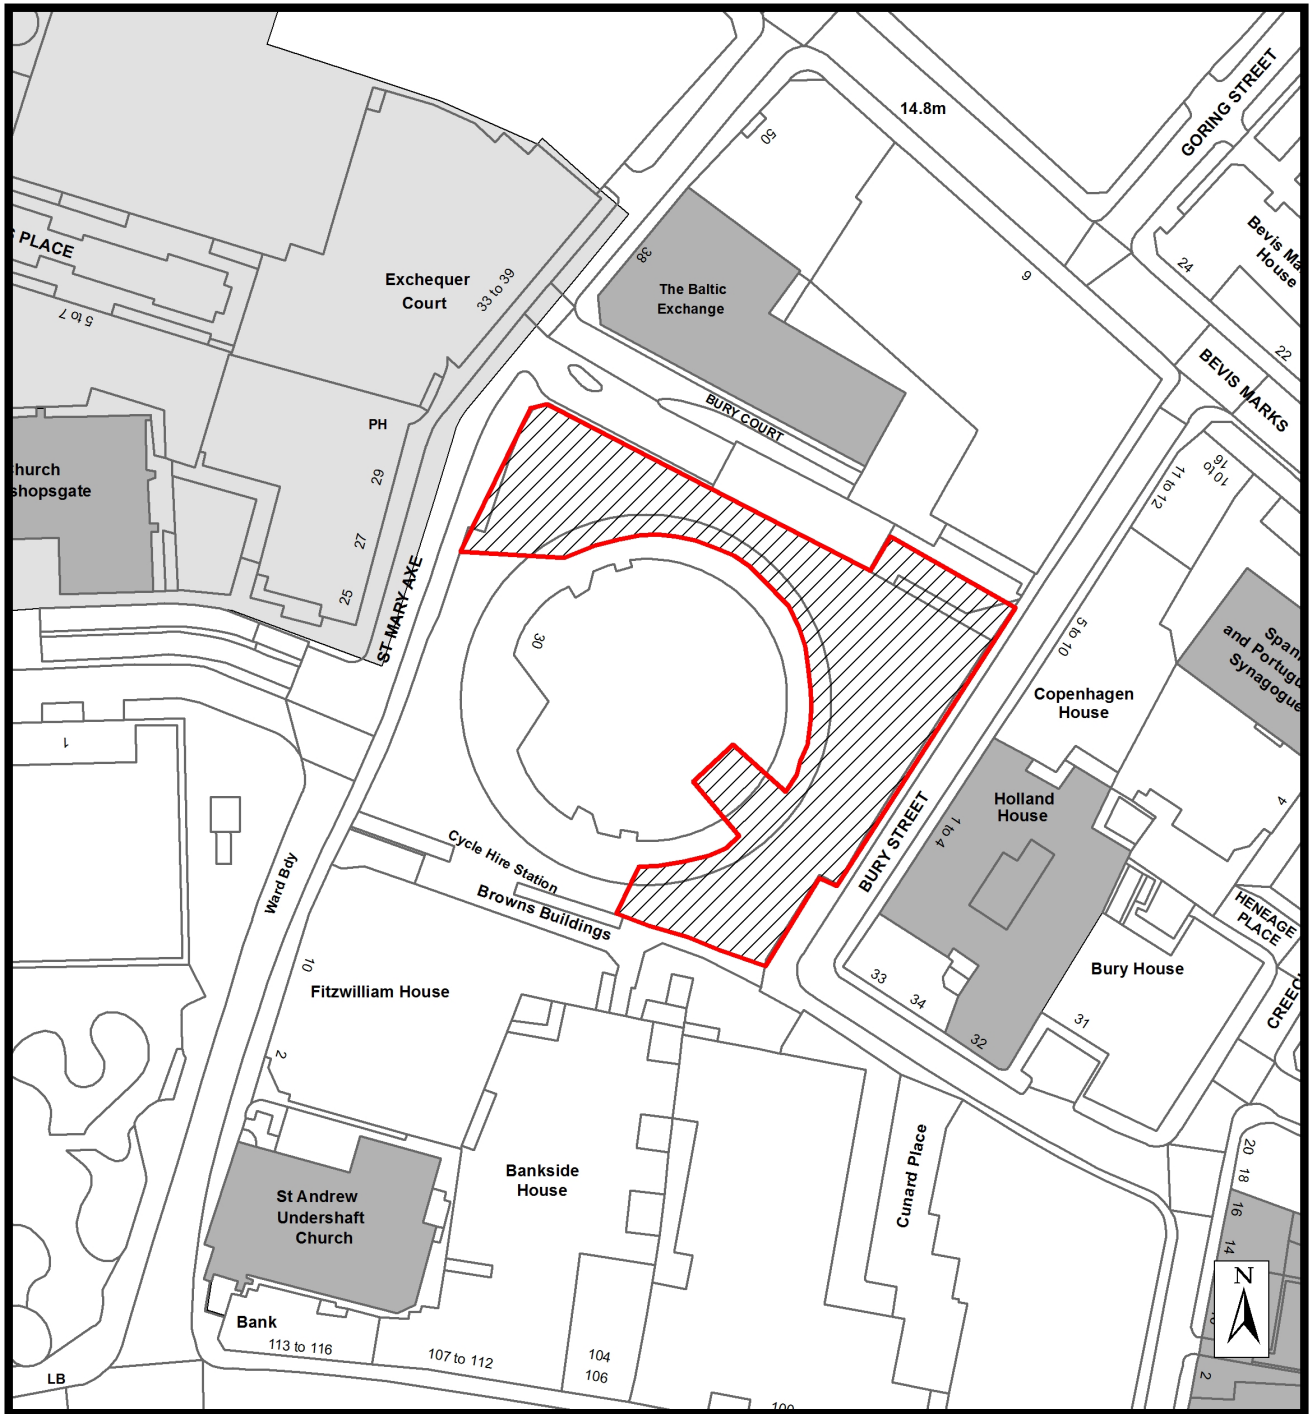 14.8m
GORING STREET
50
PLACE
Exchequer
Court
33 to 39
38
The Baltic
Exchange
9
24
Bevis
House
22
5 to 7
BEVIS MARKS
BURY COURT
PH
29
27
25
ST MARY AXE
10 to
16
11 to 12
30
5 to 10
Copenhagen
House
and
Synagogue
1
Holland
House
1 to 4
4
BURY STREET
Cycle Hire Station
Browns Buildings
Ward Bdy
HENEAGE
PLACE
10
Fitzwilliam House
2
33
34
32
Bury House
31
20
18
16
14
Bankside
House
Cunard Place
St Andrew
Undershaft
Church
N
Bank
113 to 116
107 to 112
104
106
LB
2